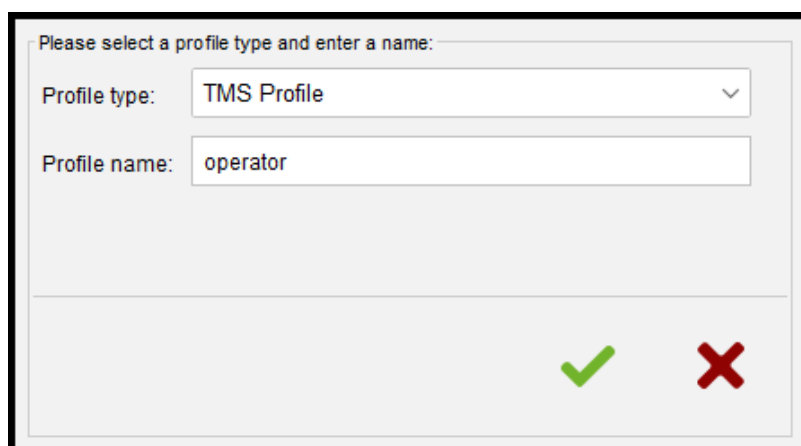 Please select a profile type and enter a name:
Profile type: TMS Profile
Profile name: operator